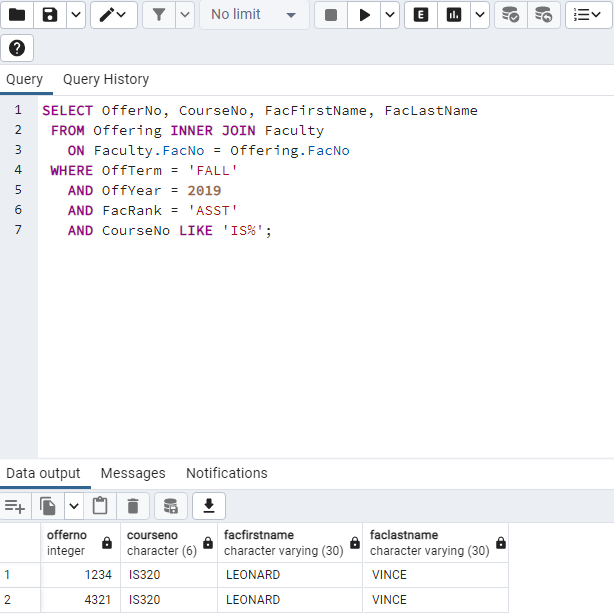 No limit
E
Query Query History
1 SELECT OfferNo, CourseNo, FacFirstName, FacLastName
2 FROM Offering INNER JOIN Faculty
3 ON Faculty.FacNo = Offering.FacNo
4 WHERE OffTerm = 'FALL'
5 AND OffYear = 2019
6 AND FacRank = 'ASST'
7 AND CourseNo LIKE 'IS%';
Data output Messages Notifications
offerno courseno facfirstname faclastname
integer character (6) character varying (30) character varying (30)
1 1234 IS320 LEONARD VINCE
2 4321 IS320 LEONARD VINCE